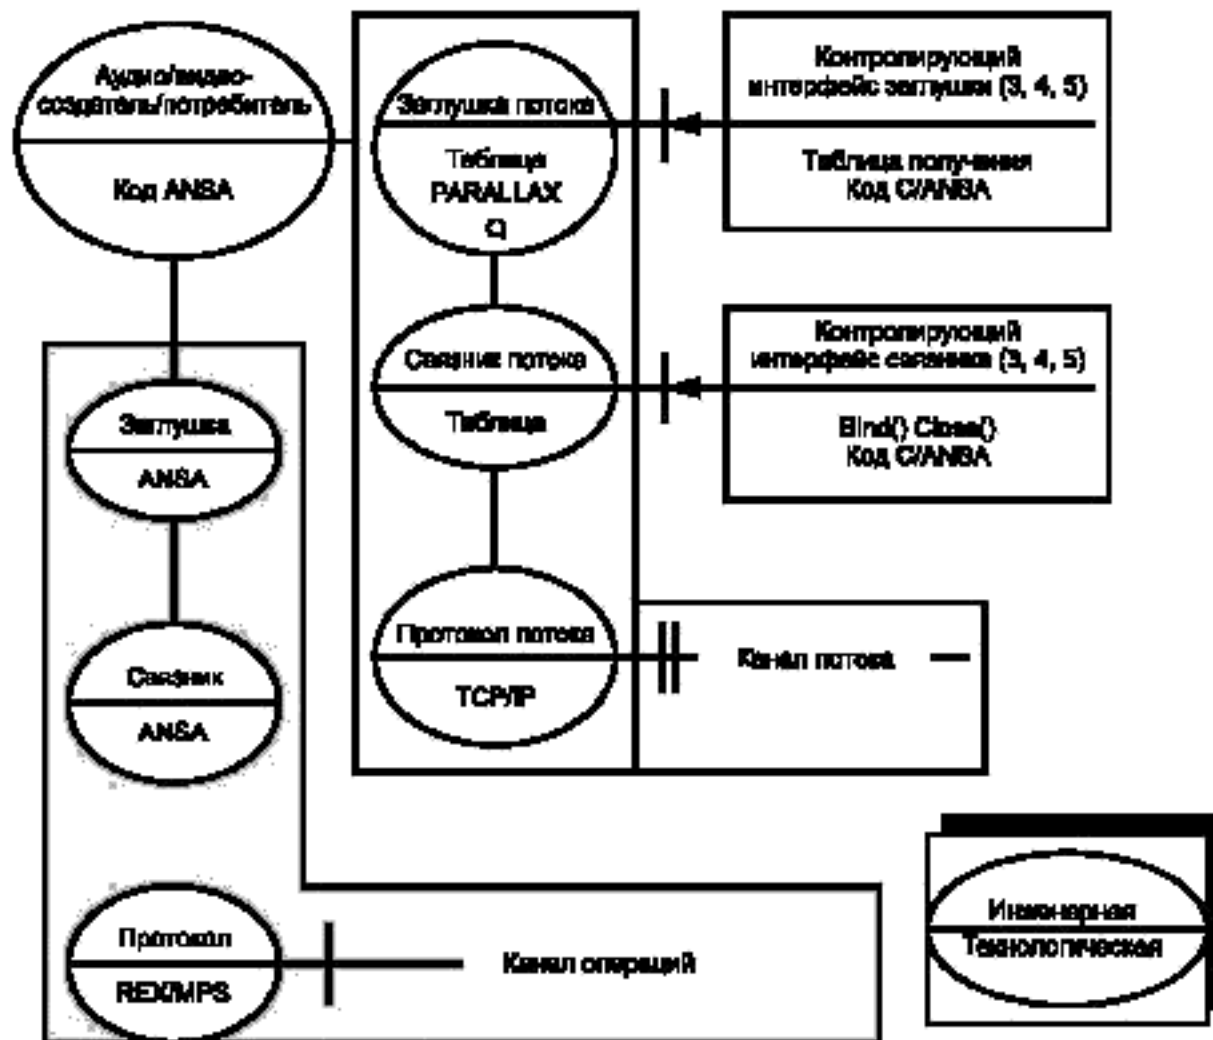 Аудио/видео-
создатель/потребитель
Код ANSA
Заглушка потока
Таблица
PARALLAX
Контролирующий
интерфейс заглушки (3, 4, 5)
Таблица получения
Код C/ANSA
Связник потока
Таблица
Контролирующий
интерфейс связника (3, 4, 5)
Bind() Close()
Код C/ANSA
Заглушка
ANSA
Связник
ANSA
Протокол потока
TCP/IP
Канал потока
Протокол
REX/MPS
Канал операций
Инженерная
Технологическая